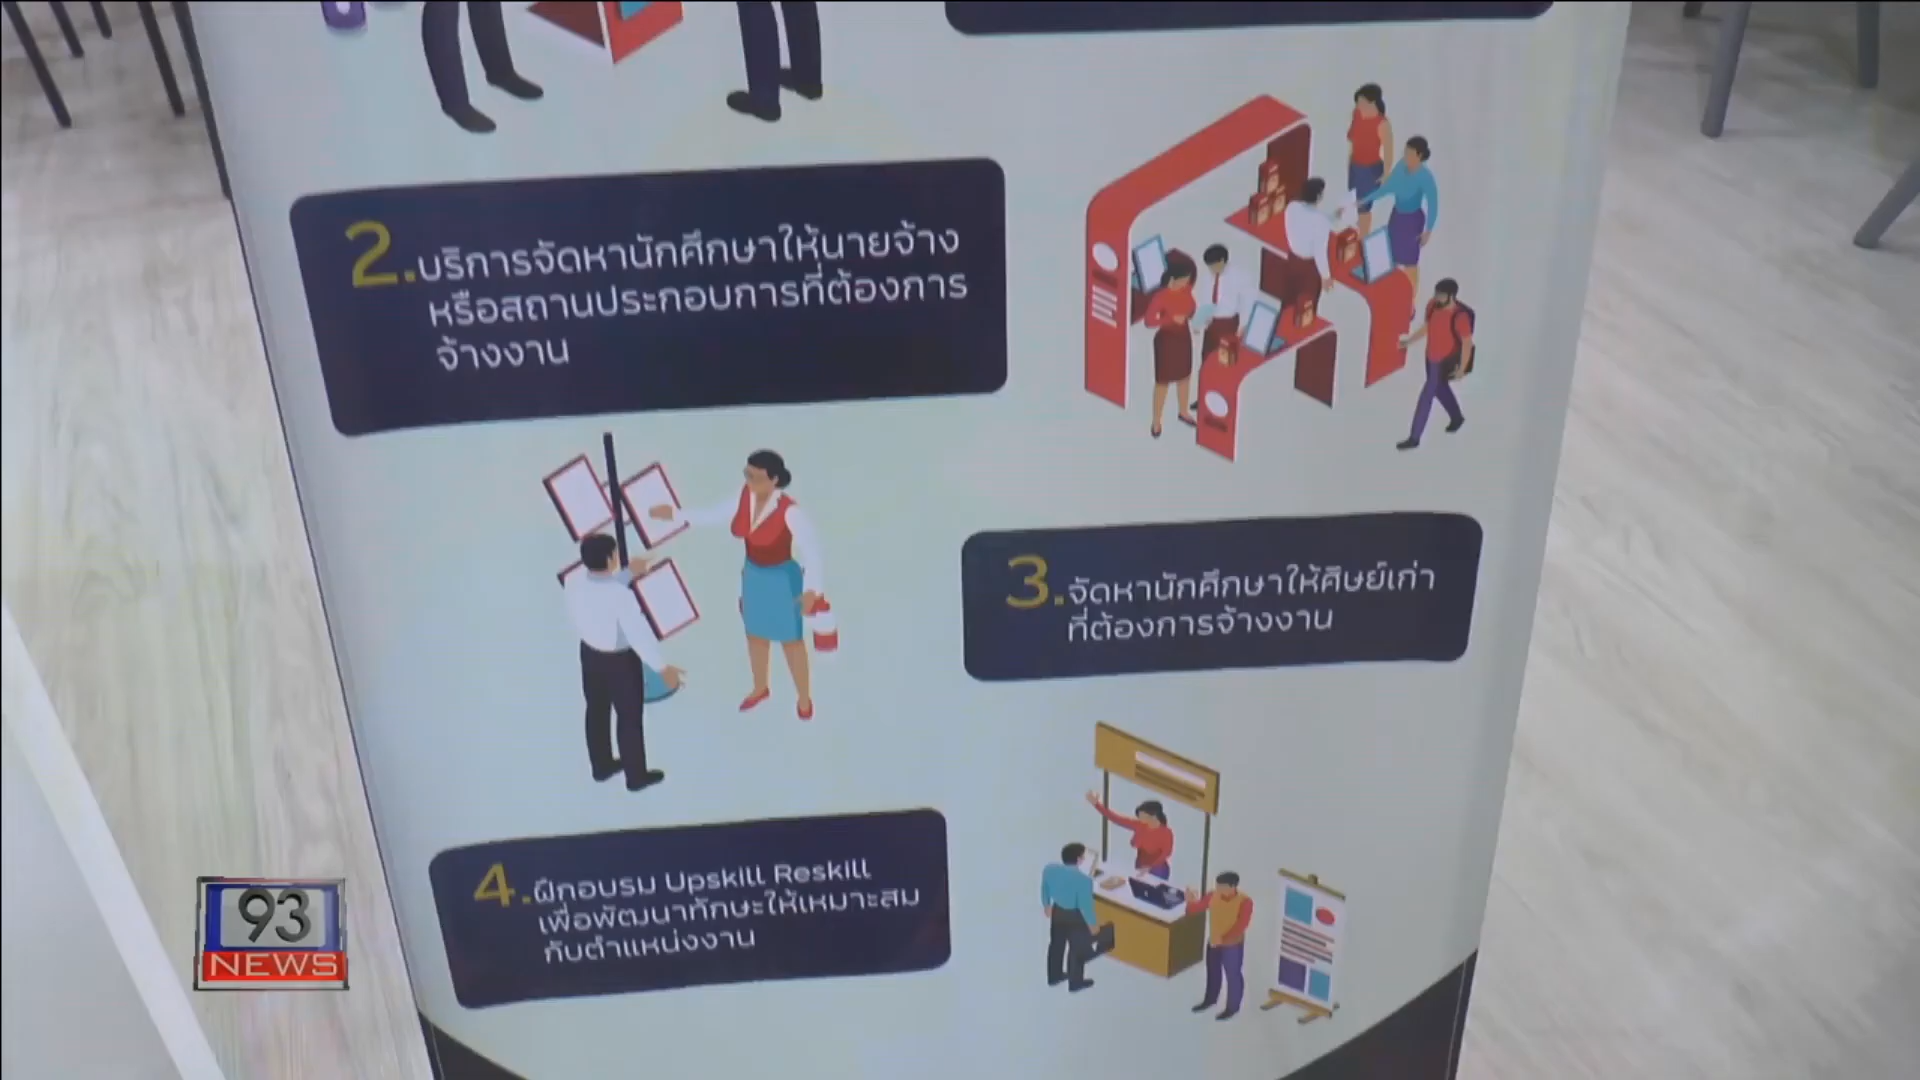 2.บริการจัดหานักศึกษาให้นายจ้าง
หรือสถานประกอบการที่ต้องการ
จ้างงาน
3.จัดหานักศึกษาให้ศิษย์เก่า
ที่ต้องการจ้างงาน
4.ฝึกอบรม Upskill Reskill
เพื่อพัฒนาทักษะให้เหมาะสม
กับตำแหน่งงาน
93
NEWS